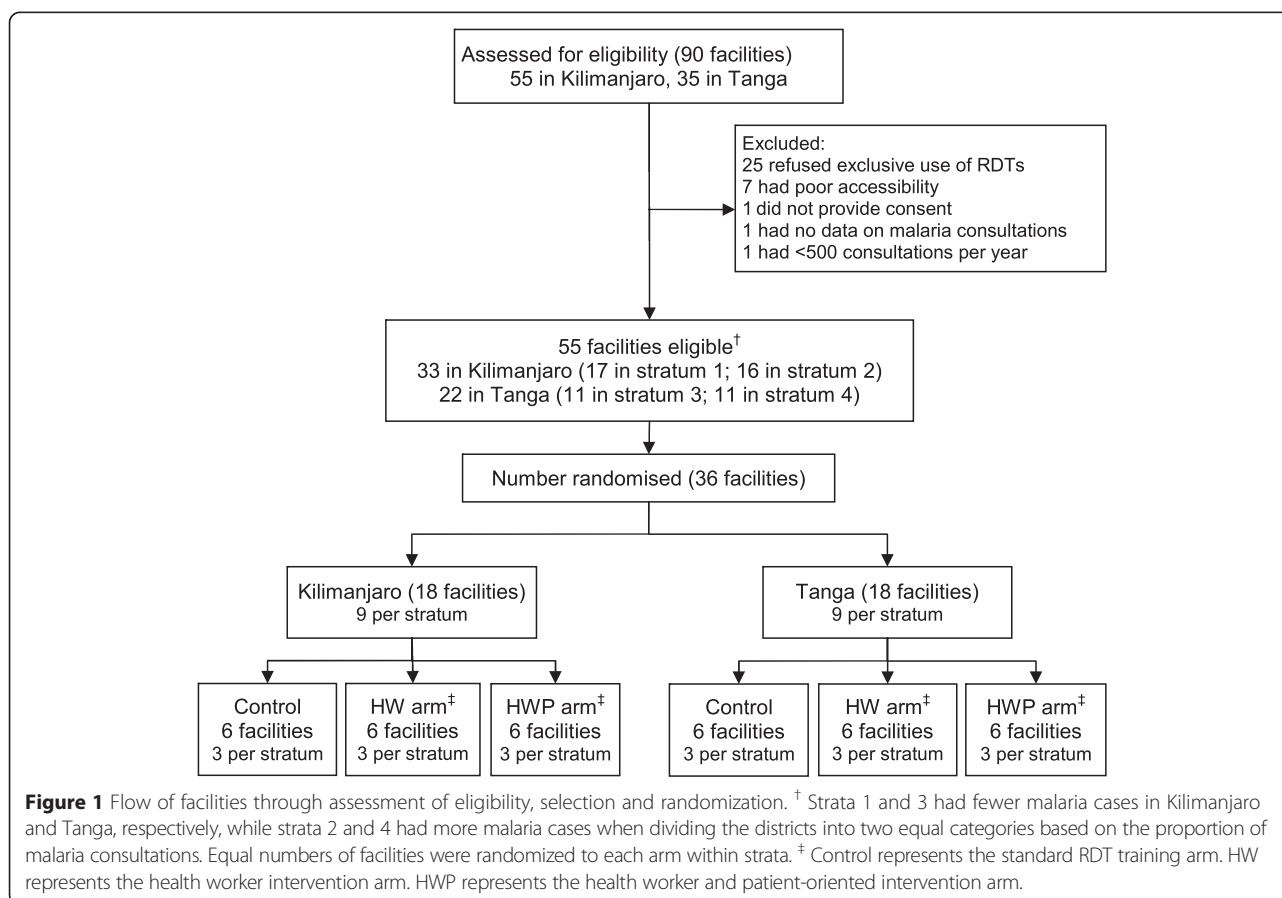 Assessed for eligibility (90 facilities)
55 in Kilimanjaro, 35 in Tanga
Excluded:
25 refused exclusive use of RDTs
7 had poor accessibility
1 did not provide consent
1 had no data on malaria consultations
1 had <500 consultations per year
55 facilities eligible†
33 in Kilimanjaro (17 in stratum 1; 16 in stratum 2)
22 in Tanga (11 in stratum 3; 11 in stratum 4)
Number randomised (36 facilities)
Kilimanjaro (18 facilities)
9 per stratum
Tanga (18 facilities)
9 per stratum
Control
6 facilities
3 per stratum
HW arm‡
6 facilities
3 per stratum
HWP arm‡
6 facilities
3 per stratum
Control
6 facilities
3 per stratum
HW arm‡
6 facilities
3 per stratum
HWP arm‡
6 facilities
3 per stratum
Figure 1 Flow of facilities through assessment of eligibility, selection and randomization. † Strata 1 and 3 had fewer malaria cases in Kilimanjaro
and Tanga, respectively, while strata 2 and 4 had more malaria cases when dividing the districts into two equal categories based on the proportion of
malaria consultations. Equal numbers of facilities were randomized to each arm within strata. ‡ Control represents the standard RDT training arm. HW
represents the health worker intervention arm. HWP represents the health worker and patient-oriented intervention arm.